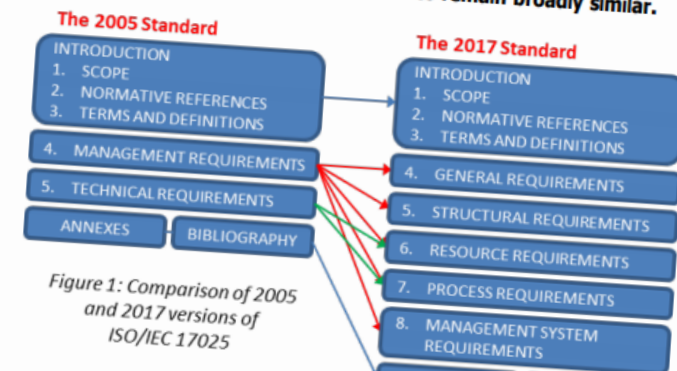 remain broadly similar.
The 2005 Standard
INTRODUCTION
1. SCOPE
2. NORMATIVE REFERENCES
3. TERMS AND DEFINITIONS
4. MANAGEMENT REQUIREMENTS
5. TECHNICAL REQUIREMENTS
ANNEXES
BIBLIOGRAPHY
Figure 1: Comparison of 2005
and 2017 versions of
ISO/IEC 17025
The 2017 Standard
INTRODUCTION
1. SCOPE
2. NORMATIVE REFERENCES
3. TERMS AND DEFINITIONS
4. GENERAL REQUIREMENTS
5. STRUCTURAL REQUIREMENTS
6. RESOURCE REQUIREMENTS
7. PROCESS REQUIREMENTS
8. MANAGEMENT SYSTEM
REQUIREMENTS